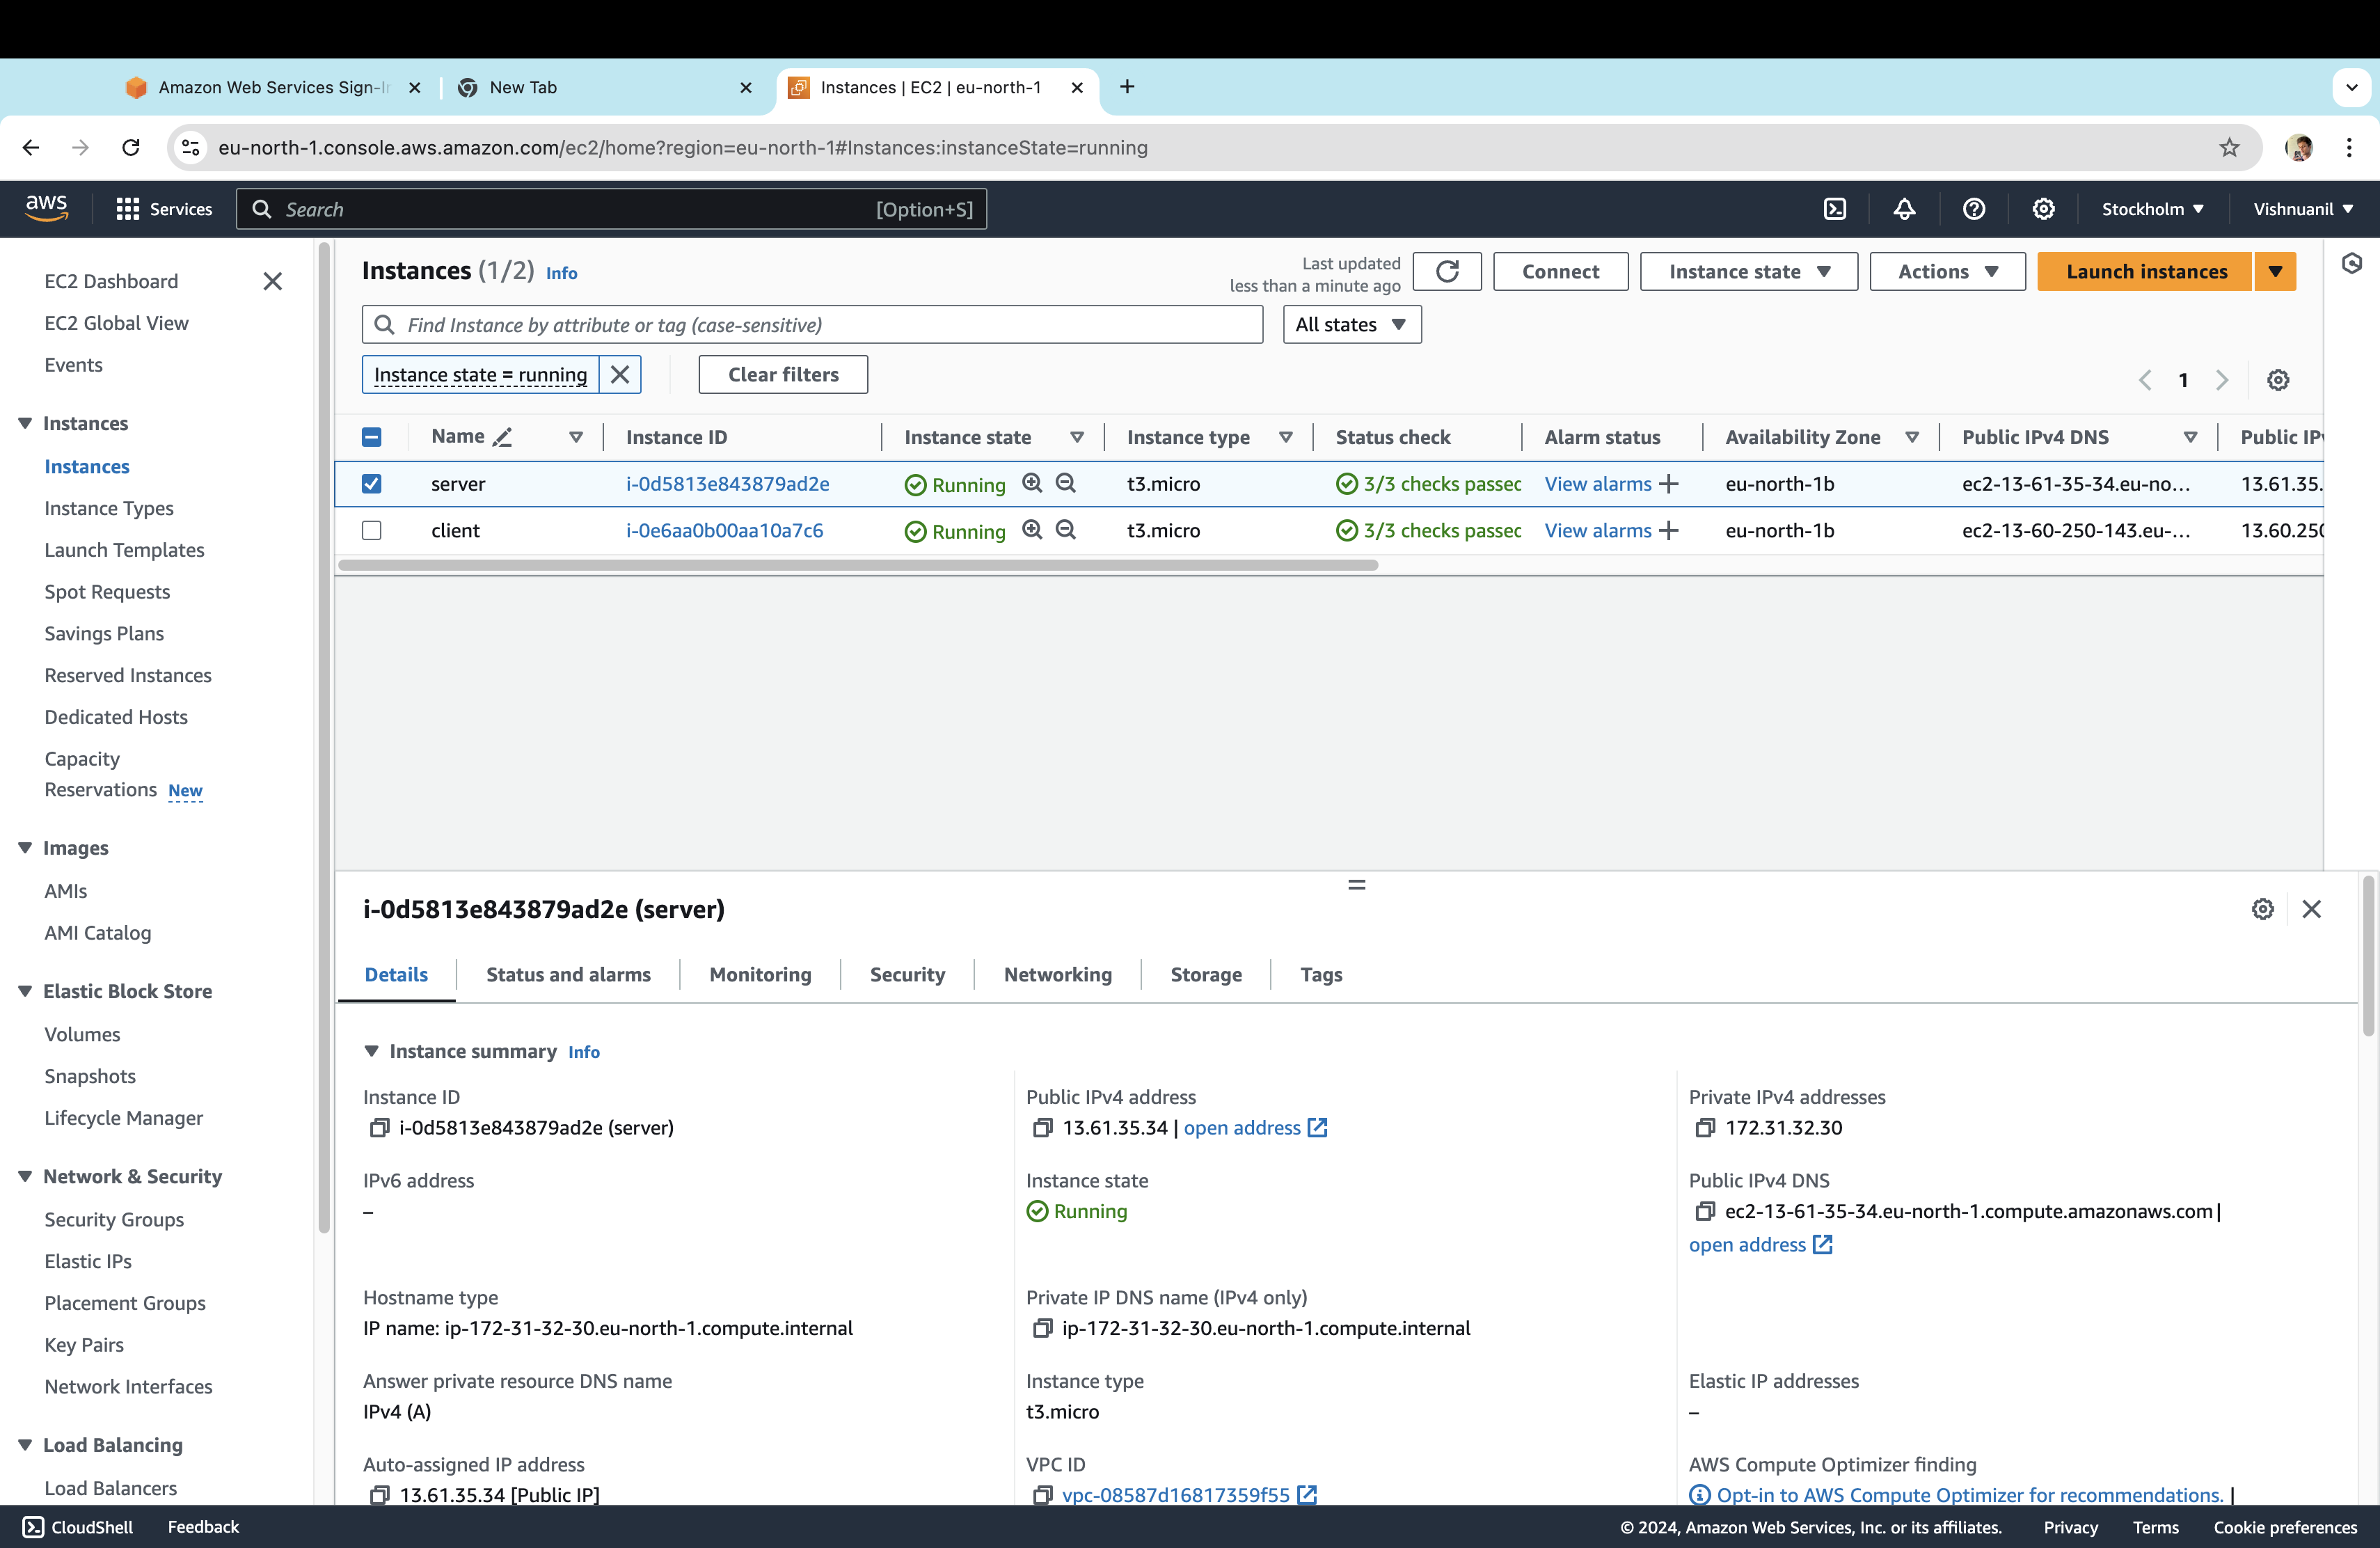 Amazon Web Services Sign-In
New Tab
Instances | EC2 | eu-north-1
eu-north-1.console.aws.amazon.com/ec2/home?region=eu-north-1#Instances:instanceState=running
aws
Services
Search
[Option+S]
Stockholm
Vishnuanil
EC2 Dashboard
EC2 Global View
Events
Instances
Instances
Instance Types
Launch Templates
Spot Requests
Savings Plans
Reserved Instances
Dedicated Hosts
Capacity
Reservations New
Images
AMIs
AMI Catalog
Elastic Block Store
Volumes
Snapshots
Lifecycle Manager
Network & Security
Security Groups
Elastic IPs
Placement Groups
Key Pairs
Network Interfaces
Load Balancing
Load Balancers
Instances (1/2) Info
Last updated
less than a minute ago
Connect
Instance state
Actions
Launch instances
Find Instance by attribute or tag (case-sensitive)
All states
Instance state = running
Clear filters
1
Name Instance ID Instance state Instance type Status check Alarm status Availability Zone Public IPv4 DNS Public IPv
server i-0d5813e843879ad2e Running t3.micro 3/3 checks passed View alarms + eu-north-1b ec2-13-61-35-34.eu-no... 13.61.35.
client i-0e6aa0b00aa10a7c6 Running t3.micro 3/3 checks passed View alarms + eu-north-1b ec2-13-60-250-143.eu-... 13.60.250
i-0d5813e843879ad2e (server)
Details
Status and alarms
Monitoring
Security
Networking
Storage
Tags
Instance summary Info
Instance ID
i-0d5813e843879ad2e (server)
Public IPv4 address
13.61.35.34 | open address
Private IPv4 addresses
172.31.32.30
IPv6 address
–
Instance state
Running
Public IPv4 DNS
ec2-13-61-35-34.eu-north-1.compute.amazonaws.com |
open address
Hostname type
IP name: ip-172-31-32-30.eu-north-1.compute.internal
Private IP DNS name (IPv4 only)
ip-172-31-32-30.eu-north-1.compute.internal
Answer private resource DNS name
IPv4 (A)
Instance type
t3.micro
Elastic IP addresses
–
Auto-assigned IP address
13.61.35.34 [Public IP]
VPC ID
vpc-08587d16817359f55
AWS Compute Optimizer finding
Opt-in to AWS Compute Optimizer for recommendations. |
CloudShell
Feedback
© 2024, Amazon Web Services, Inc. or its affiliates.
Privacy
Terms
Cookie preferences